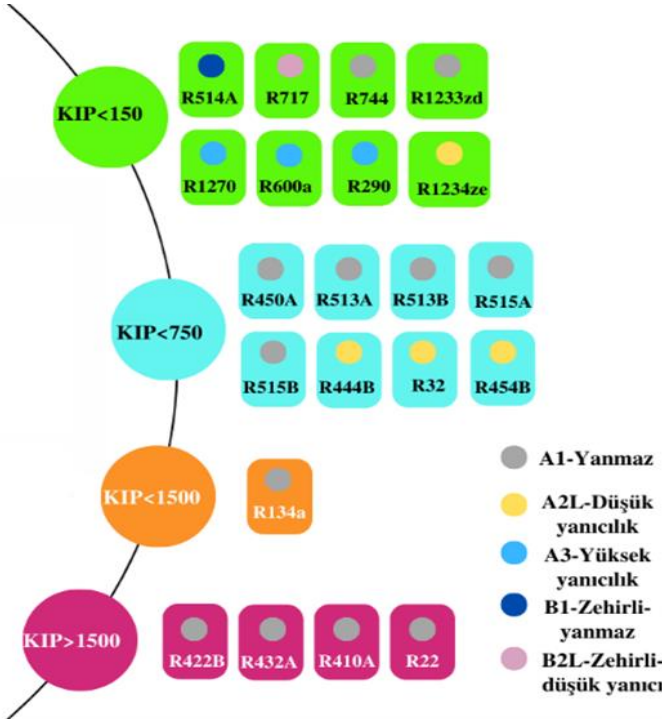 KIP<150
R514A R717 R744 R1233zd
R1270 R600a R290 R1234ze
KIP<750
R450A R513A R513B R515A
R515B R444B R32 R454B
KIP<1500
R134a
KIP>1500
R422B R432A R410A R22
A1-Yanmaz
A2L-Düşük
yanıcılık
A3-Yüksek
yanıcılık
B1-Zehirli-
yanmaz
B2L-Zehirli-
düşük yanıcı